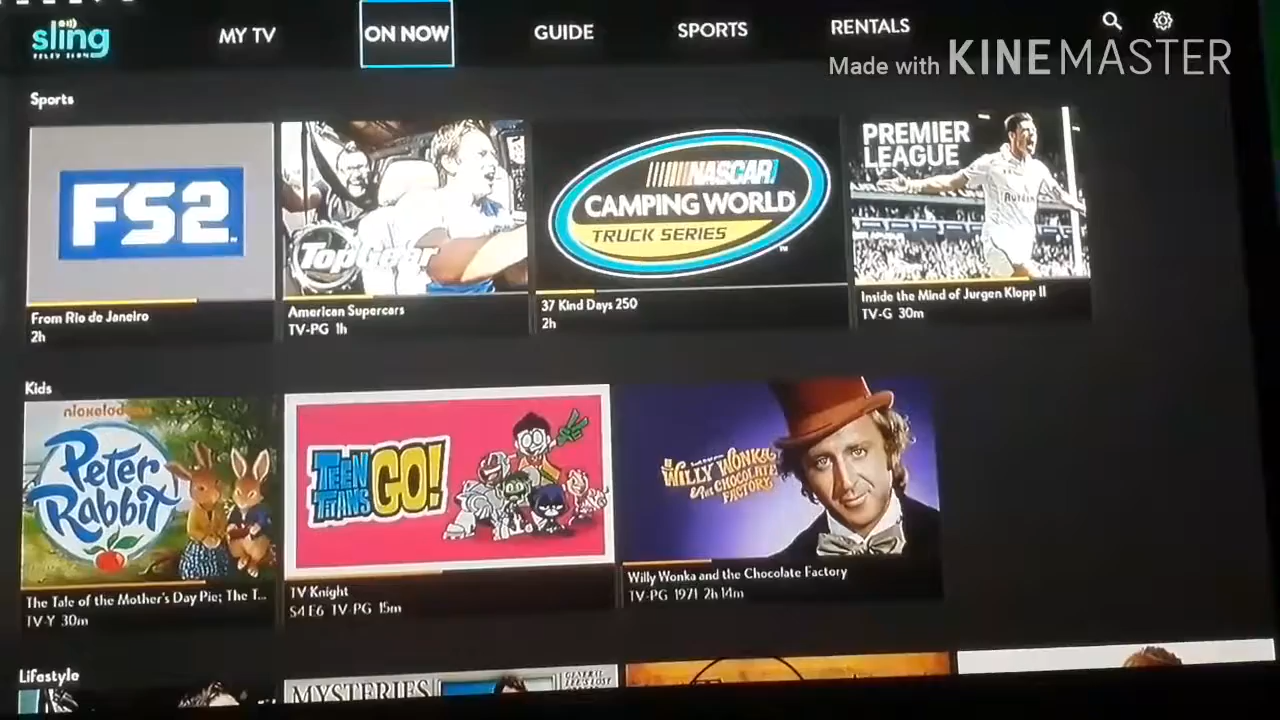 sling
TELEVISION
MY TV
ON NOW
GUIDE
SPORTS
RENTALS
Made with KINEMASTER
Sports
FS2
TopGear
NASCAR
CAMPING WORLD
TRUCK SERIES
PREMIER
LEAGUE
From Rio de Janeiro
2h
American Supercars
TV-PG 1h
37 Kind Days 250
2h
Inside the Mind of Jurgen Klopp II
TV-G 30m
Kids
nickelodeon
Peter
Rabbit
TEEN
TITANS GO!
WILLY WONKA
& THE CHOCOLATE
FACTORY
The Tale of the Mother's Day Pie; The T...
TV-Y 30m
TV Knight
S4 E6 TV-PG 15m
Willy Wonka and the Chocolate Factory
TV-PG 1971 2h 14m
Lifestyle
MYSTERIES